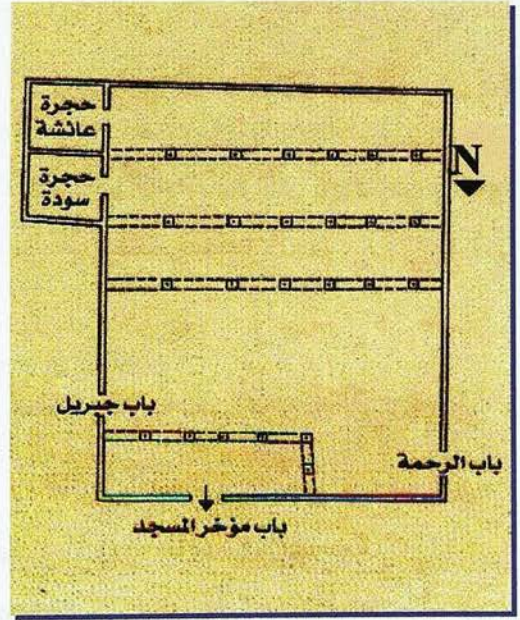 حجرة
عائشة
N
حجرة
سودة
باب جبريل
باب الرحمة
باب مؤخر المسجد